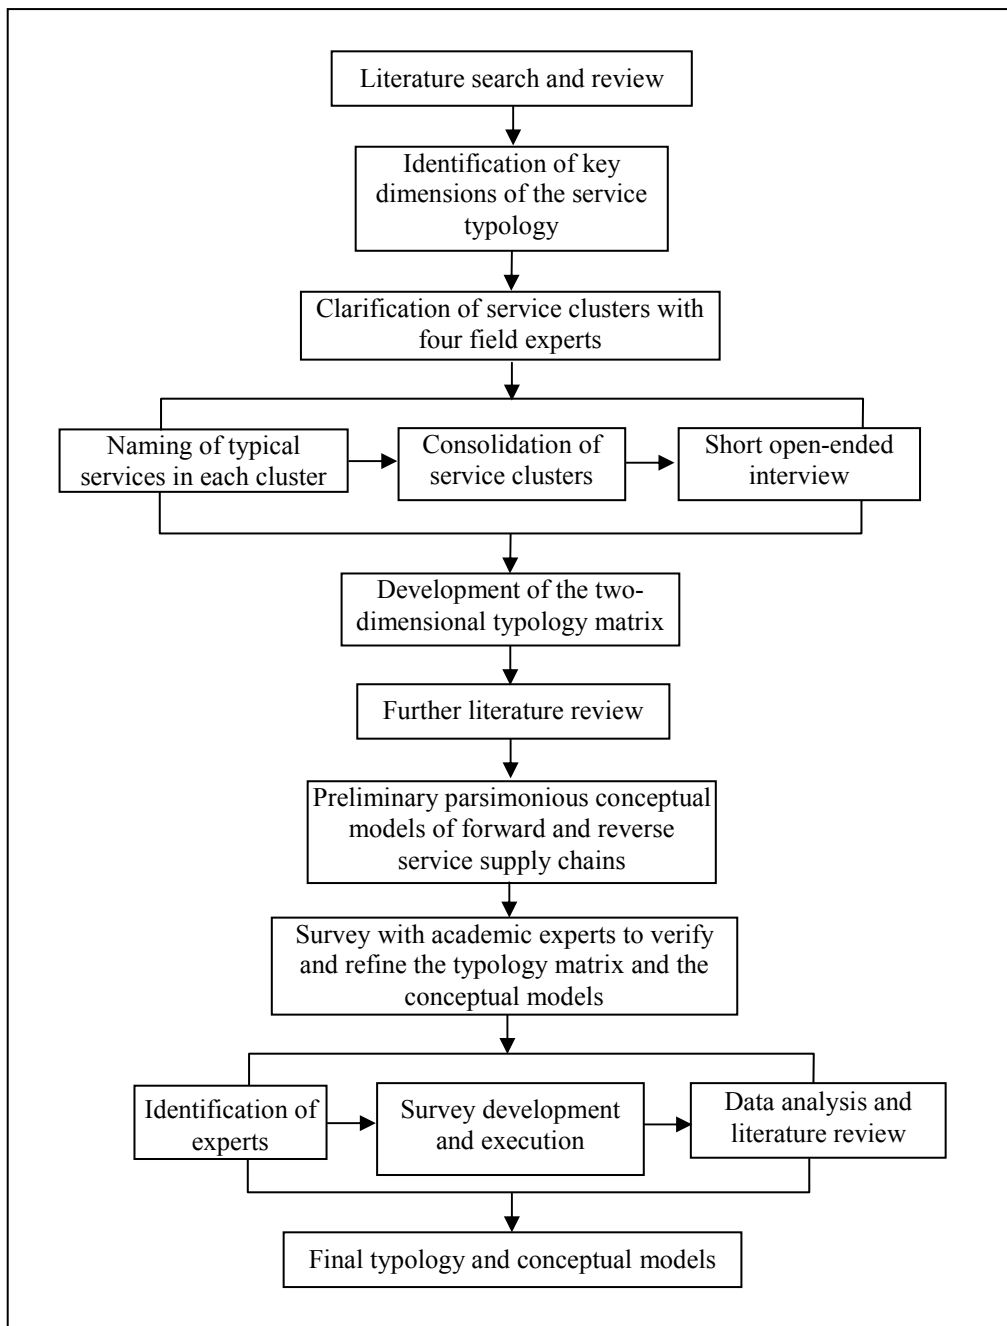 Literature search and review
Identification of key
dimensions of the service
typology
Clarification of service clusters with
four field experts
Naming of typical
services in each cluster
Consolidation of
service clusters
Short open-ended
interview
Development of the two-
dimensional typology matrix
Further literature review
Preliminary parsimonious conceptual
models of forward and reverse
service supply chains
Survey with academic experts to verify
and refine the typology matrix and the
conceptual models
Identification of
experts
Survey development
and execution
Data analysis and
literature review
Final typology and conceptual models